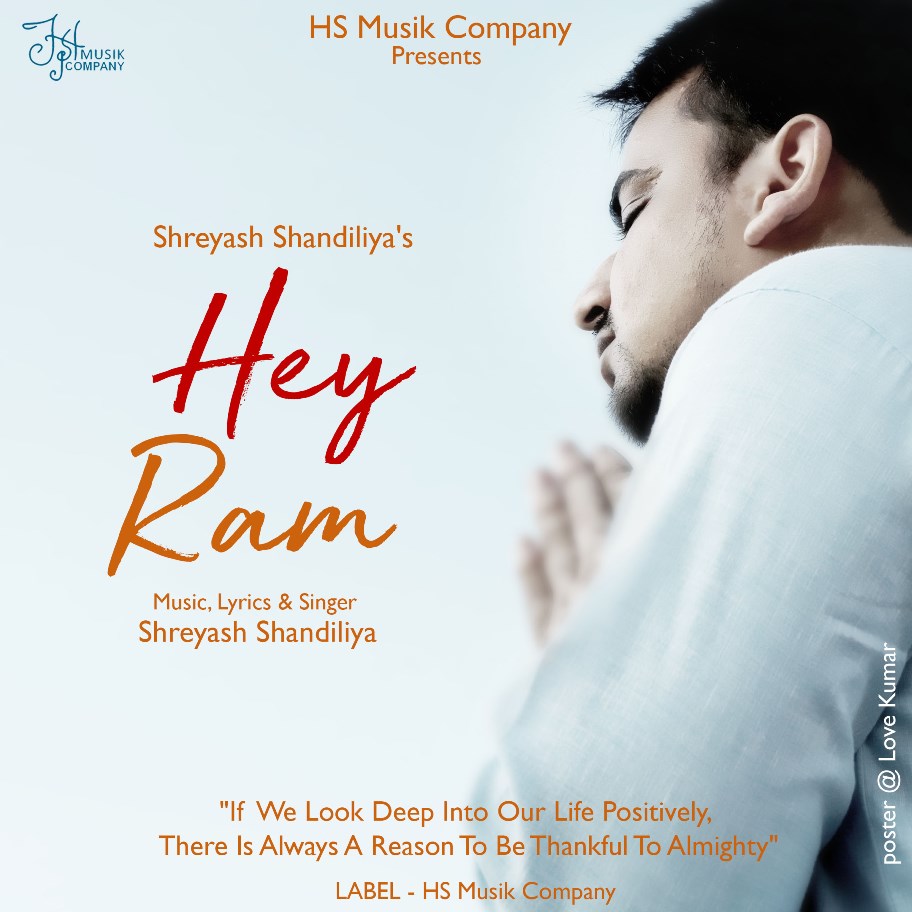 HS MUSIK
COMPANY
HS Musik Company
Presents
Shreyash Shandiliya's
Hey
Ram
Music, Lyrics & Singer
Shreyash Shandiliya
poster @ Love Kumar
"If We Look Deep Into Our Life Positively,
There Is Always A Reason To Be Thankful To Almighty"
LABEL - HS Musik Company